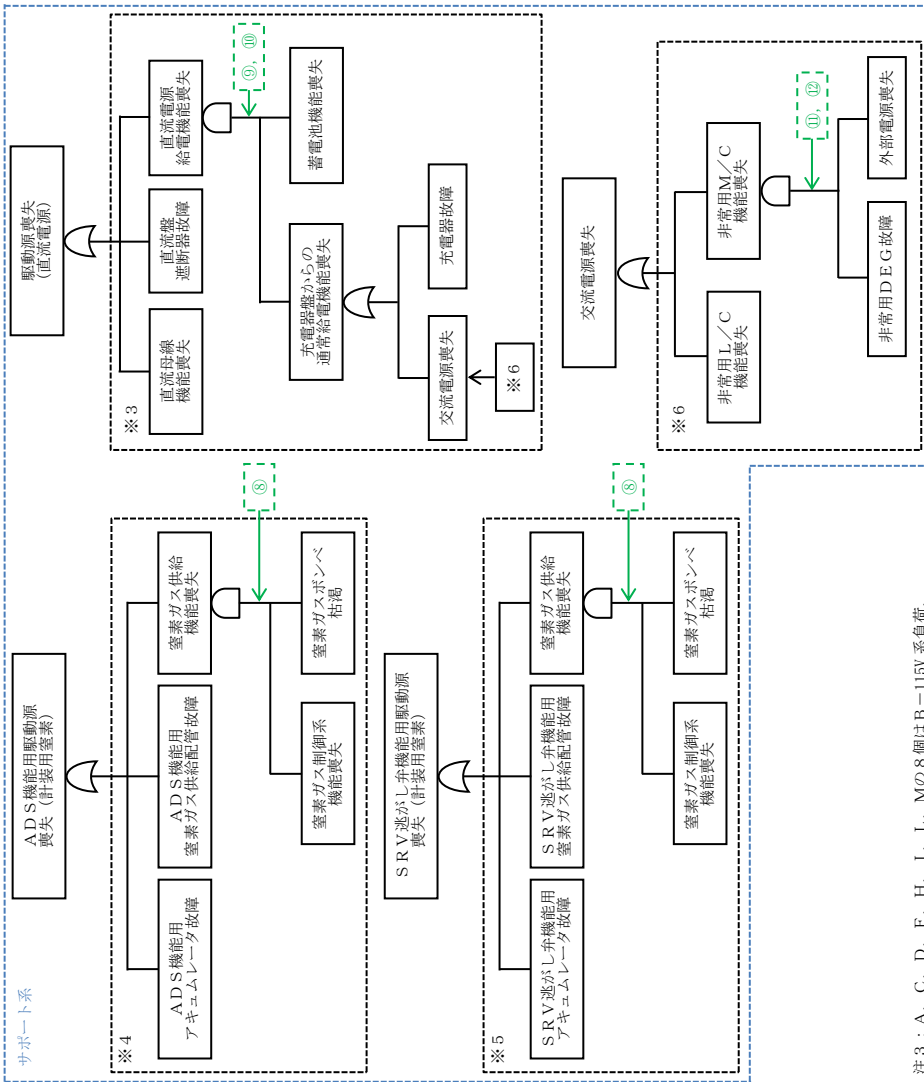 サポート系
ADS機能用駆動源
喪失（計装用窒素）
※4
ADS機能用
アキュムレータ故障
ADS機能用
窒素ガス供給配管故障
窒素ガス供給
機能喪失
⑧
窒素ガス制御系
機能喪失
窒素ガスボンベ
枯渇
SRV逃がし弁機能用駆動源
喪失（計装用窒素）
※5
SRV逃がし弁機能用
アキュムレータ故障
SRV逃がし弁機能用
窒素ガス供給配管故障
窒素ガス供給
機能喪失
⑧
窒素ガス制御系
機能喪失
窒素ガスボンベ
枯渇
駆動源喪失
（直流電源）
※3
直流母線
機能喪失
直流盤
遮断器故障
直流電源
給電機能喪失
⑨，⑩
充電器盤からの
通常給電機能喪失
蓄電池機能喪失
交流電源喪失
充電器故障
※6
交流電源喪失
※6
非常用L／C
機能喪失
非常用M／C
機能喪失
⑪，⑫
非常用DEG故障
外部電源喪失
注3：A，C，D，E，H，I，J，Mの8個はB－115V系負荷。